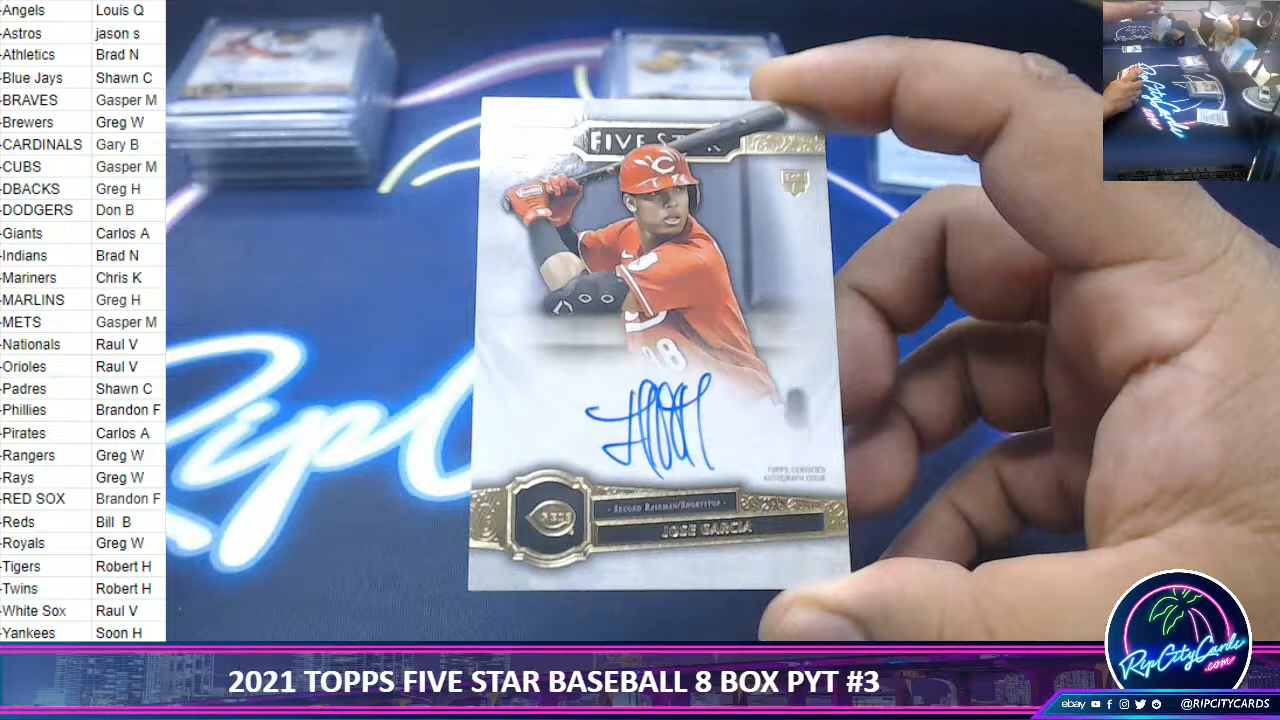 -Angels Louis Q
-Astros jason s
-Athletics Brad N
-Blue Jays Shawn C
-BRAVES Gasper M
-Brewers Greg W
-CARDINALS Gary B
-CUBS Gasper M
-DBACKS Greg H
-DODGERS Don B
-Giants Carlos A
-Indians Brad N
-Mariners Chris K
-MARLINS Greg H
-METS Gasper M
-Nationals Raul V
-Orioles Raul V
-Padres Shawn C
-Phillies Brandon F
-Pirates Carlos A
-Rangers Greg W
-Rays Greg W
-RED SOX Brandon F
-Reds Bill B
-Royals Greg W
-Tigers Robert H
-Twins Robert H
-White Sox Raul V
-Yankees Soon H
FIVE
TOPPS CERTIFIED
AUTOGRAPH ISSUE
REDS
- SECOND BASEMAN/SHORTSTOP -
JOSE GARCIA
2021 TOPPS FIVE STAR BASEBALL 8 BOX PYT #3
RipCityCards
.com
ebay @RIPCITYCARDS